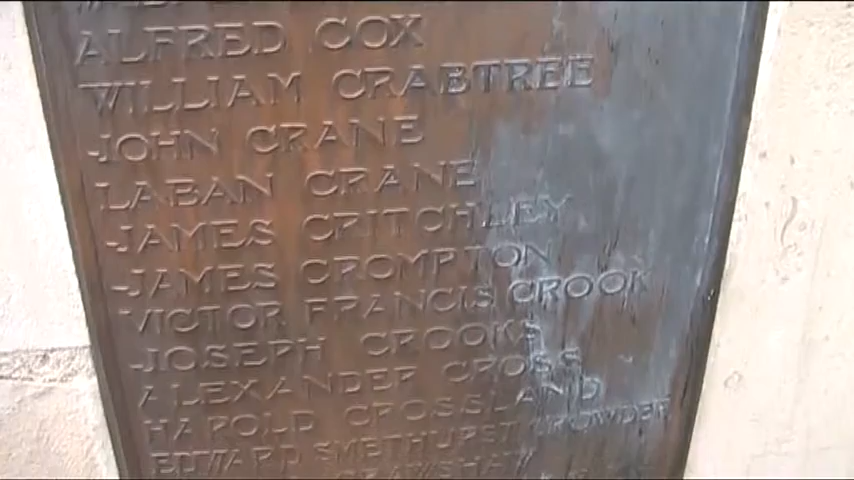 ALFRED COX
WILLIAM CRABTREE
JOHN CRANE
LABAN CRANE
JAMES CRITCHLEY
JAMES CROMPTON
VICTOR FRANCIS CROOK
JOSEPH CROOKS
ALEXANDER CROSS
HAROLD CROSSLAND
EDWARD SMETHURST CROWDER
CRAWSHAW